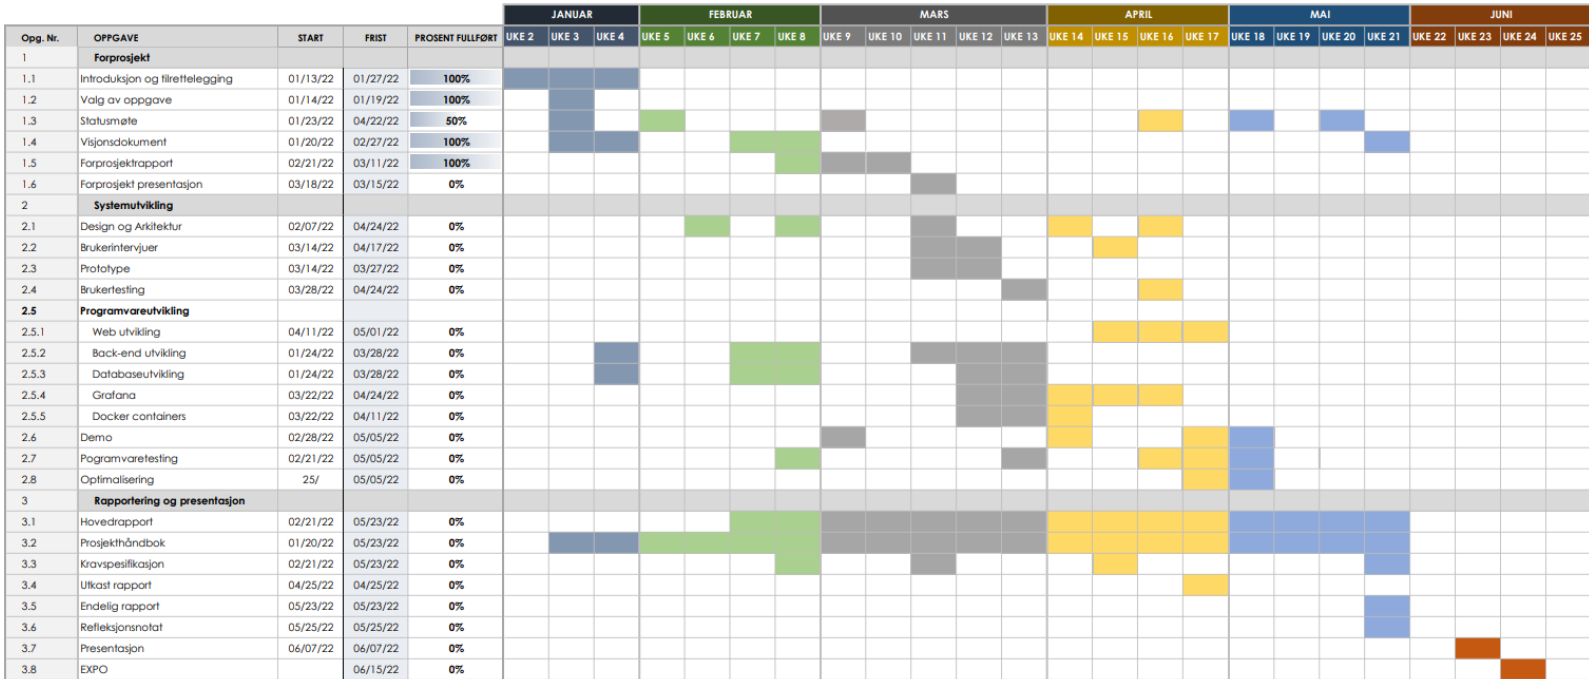 JANUAR FEBRUAR MARS APRIL MAI JUNI
Opg. Nr. OPPGAVE START FRIST PROSENT FULLFØRT UKE 2 UKE 3 UKE 4 UKE 5 UKE 6 UKE 7 UKE 8 UKE 9 UKE 10 UKE 11 UKE 12 UKE 13 UKE 14 UKE 15 UKE 16 UKE 17 UKE 18 UKE 19 UKE 20 UKE 21 UKE 22 UKE 23 UKE 24 UKE 25
1 Forprosjekt
1.1 Introduksjon og tilrettelegging 01/13/22 01/27/22 100%
1.2 Valg av oppgave 01/14/22 01/19/22 100%
1.3 Statusmøte 01/23/22 04/22/22 50%
1.4 Visjonsdokument 01/20/22 02/27/22 100%
1.5 Forprosjektrapport 02/21/22 03/11/22 100%
1.6 Forprosjekt presentasjon 03/18/22 03/15/22 0%
2 Systemutvikling
2.1 Design og Arkitektur 02/07/22 04/24/22 0%
2.2 Brukerintervjuer 03/14/22 04/17/22 0%
2.3 Prototype 03/14/22 03/27/22 0%
2.4 Brukertesting 03/28/22 04/24/22 0%
2.5 Programvareutvikling
2.5.1 Web utvikling 04/11/22 05/01/22 0%
2.5.2 Back-end utvikling 01/24/22 03/28/22 0%
2.5.3 Databaseutvikling 01/24/22 03/28/22 0%
2.5.4 Grafana 03/22/22 04/24/22 0%
2.5.5 Docker containers 03/22/22 04/11/22 0%
2.6 Demo 02/28/22 05/05/22 0%
2.7 Pogramvaretesting 02/21/22 05/05/22 0%
2.8 Optimalisering 25/ 05/05/22 0%
3 Rapportering og presentasjon
3.1 Hovedrapport 02/21/22 05/23/22 0%
3.2 Prosjekthåndbok 01/20/22 05/23/22 0%
3.3 Kravspesifikasjon 02/21/22 05/23/22 0%
3.4 Utkast rapport 04/25/22 04/25/22 0%
3.5 Endelig rapport 05/23/22 05/23/22 0%
3.6 Refleksjonsnotat 05/25/22 05/25/22 0%
3.7 Presentasjon 06/07/22 06/07/22 0%
3.8 EXPO 06/15/22 0%